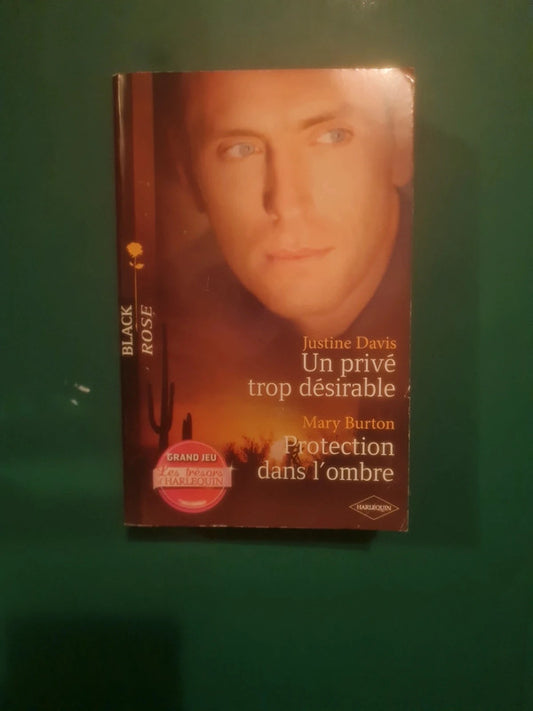 BLACK ROSE
Justine Davis
Un privé
trop désirable
Mary Burton
Protection
dans l'ombre
GRAND JEU
Les trésors
d'HARLEQUIN
HARLEQUIN